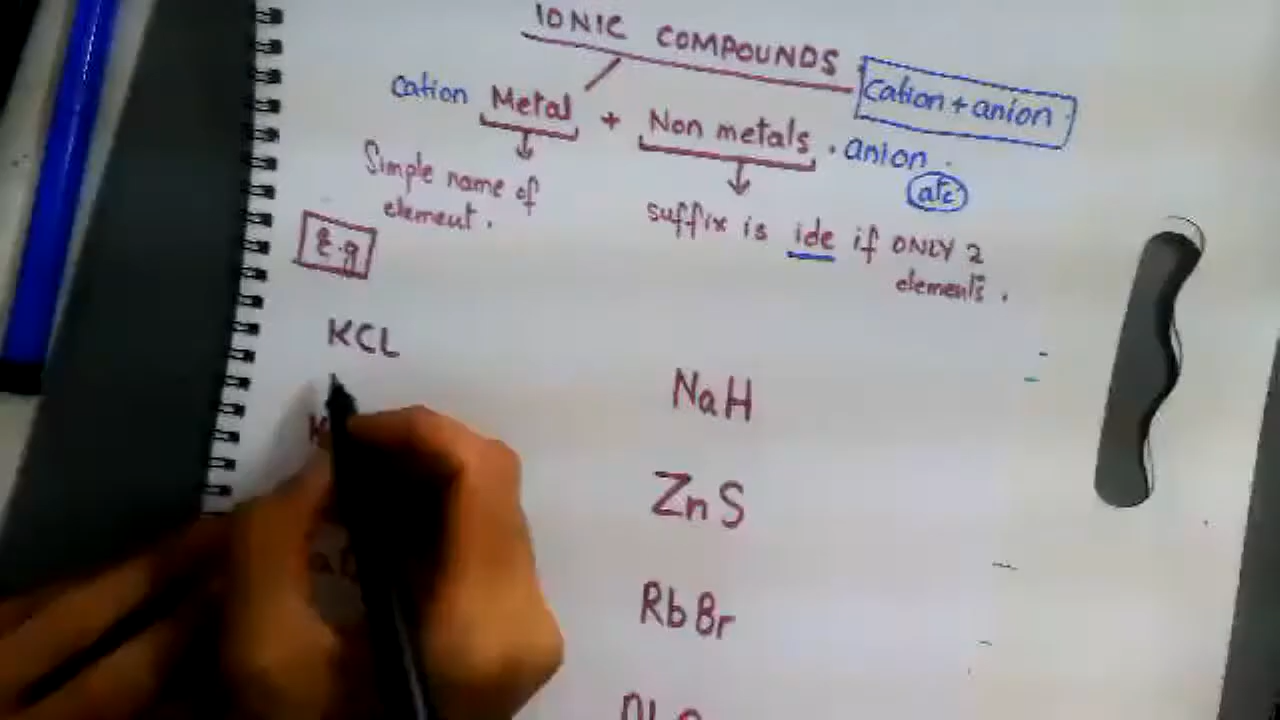 IONIC COMPOUNDS
cation + anion
cation Metal + Non metals . anion .
ate
Simple name of
element .
suffix is ide if ONLY 2
elements .
E.g
KCL
NaH
ZnS
RbBr